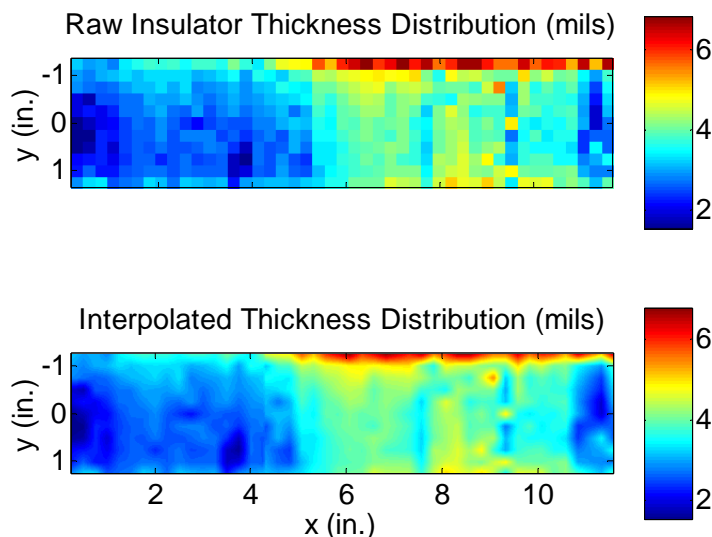 Raw Insulator Thickness Distribution (mils)
y (in.)
-1
0
1
6
4
2
Interpolated Thickness Distribution (mils)
y (in.)
-1
0
1
2 4 6 8 10
x (in.)
6
4
2